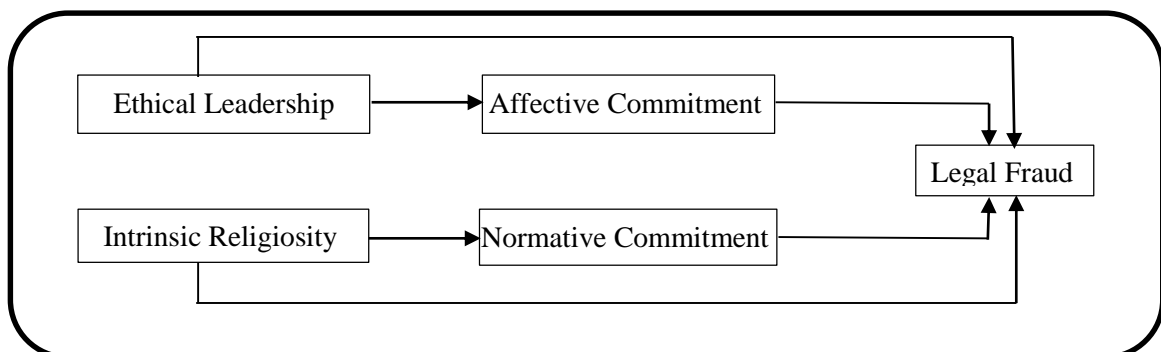 Ethical Leadership
Affective Commitment
Legal Fraud
Intrinsic Religiosity
Normative Commitment